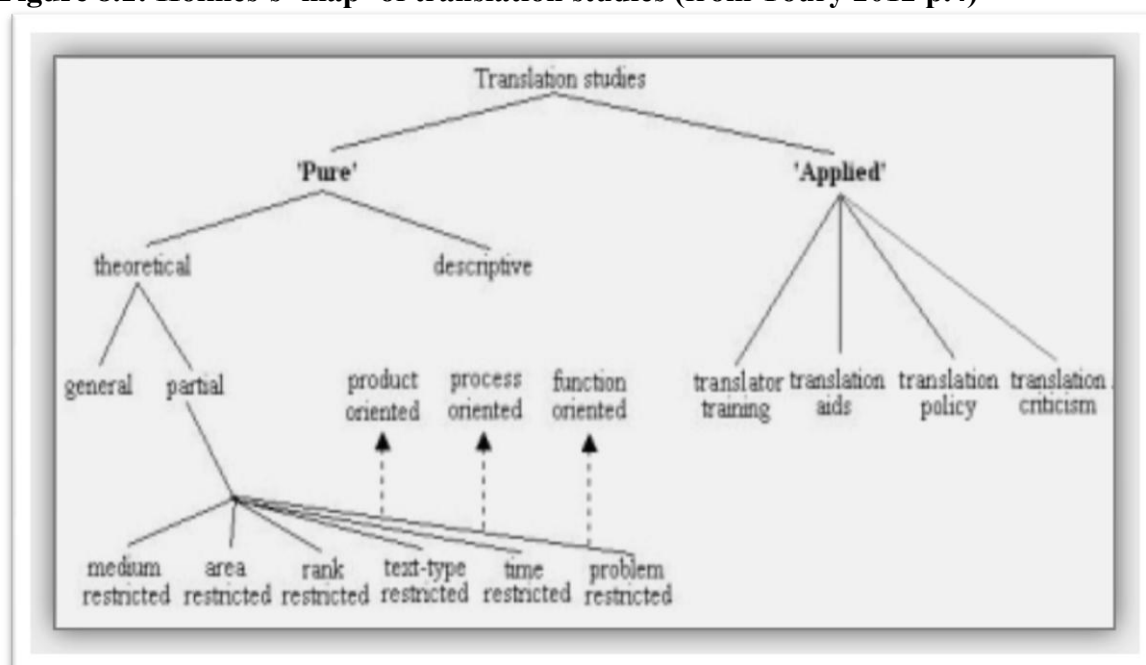 Figure 8.2: Holmes's 'map' of translation studies (from Toury 2012 p.4)
Translation studies
'Pure'
'Applied'
theoretical
descriptive
general
partial
product
oriented
process
oriented
function
oriented
translator
training
translation
aids
translation
policy
translation
criticism
medium
restricted
area
restricted
rank
restricted
text-type
restricted
time
restricted
problem
restricted